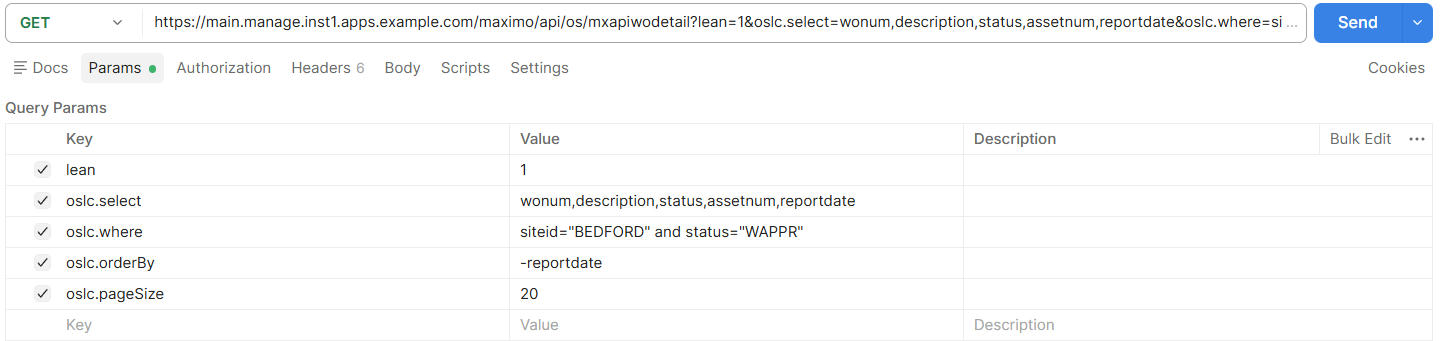 GET https://main.manage.inst1.apps.example.com/maximo/api/os/mxapiwodetail?lean=1&oslc.select=wonum,description,status,assetnum,reportdate&oslc.where=si ... Send
Docs Params Authorization Headers 6 Body Scripts Settings Cookies
Query Params
Key Value Description Bulk Edit
lean 1
oslc.select wonum,description,status,assetnum,reportdate
oslc.where siteid="BEDFORD" and status="WAPPR"
oslc.orderBy -reportdate
oslc.pageSize 20
Key Value Description